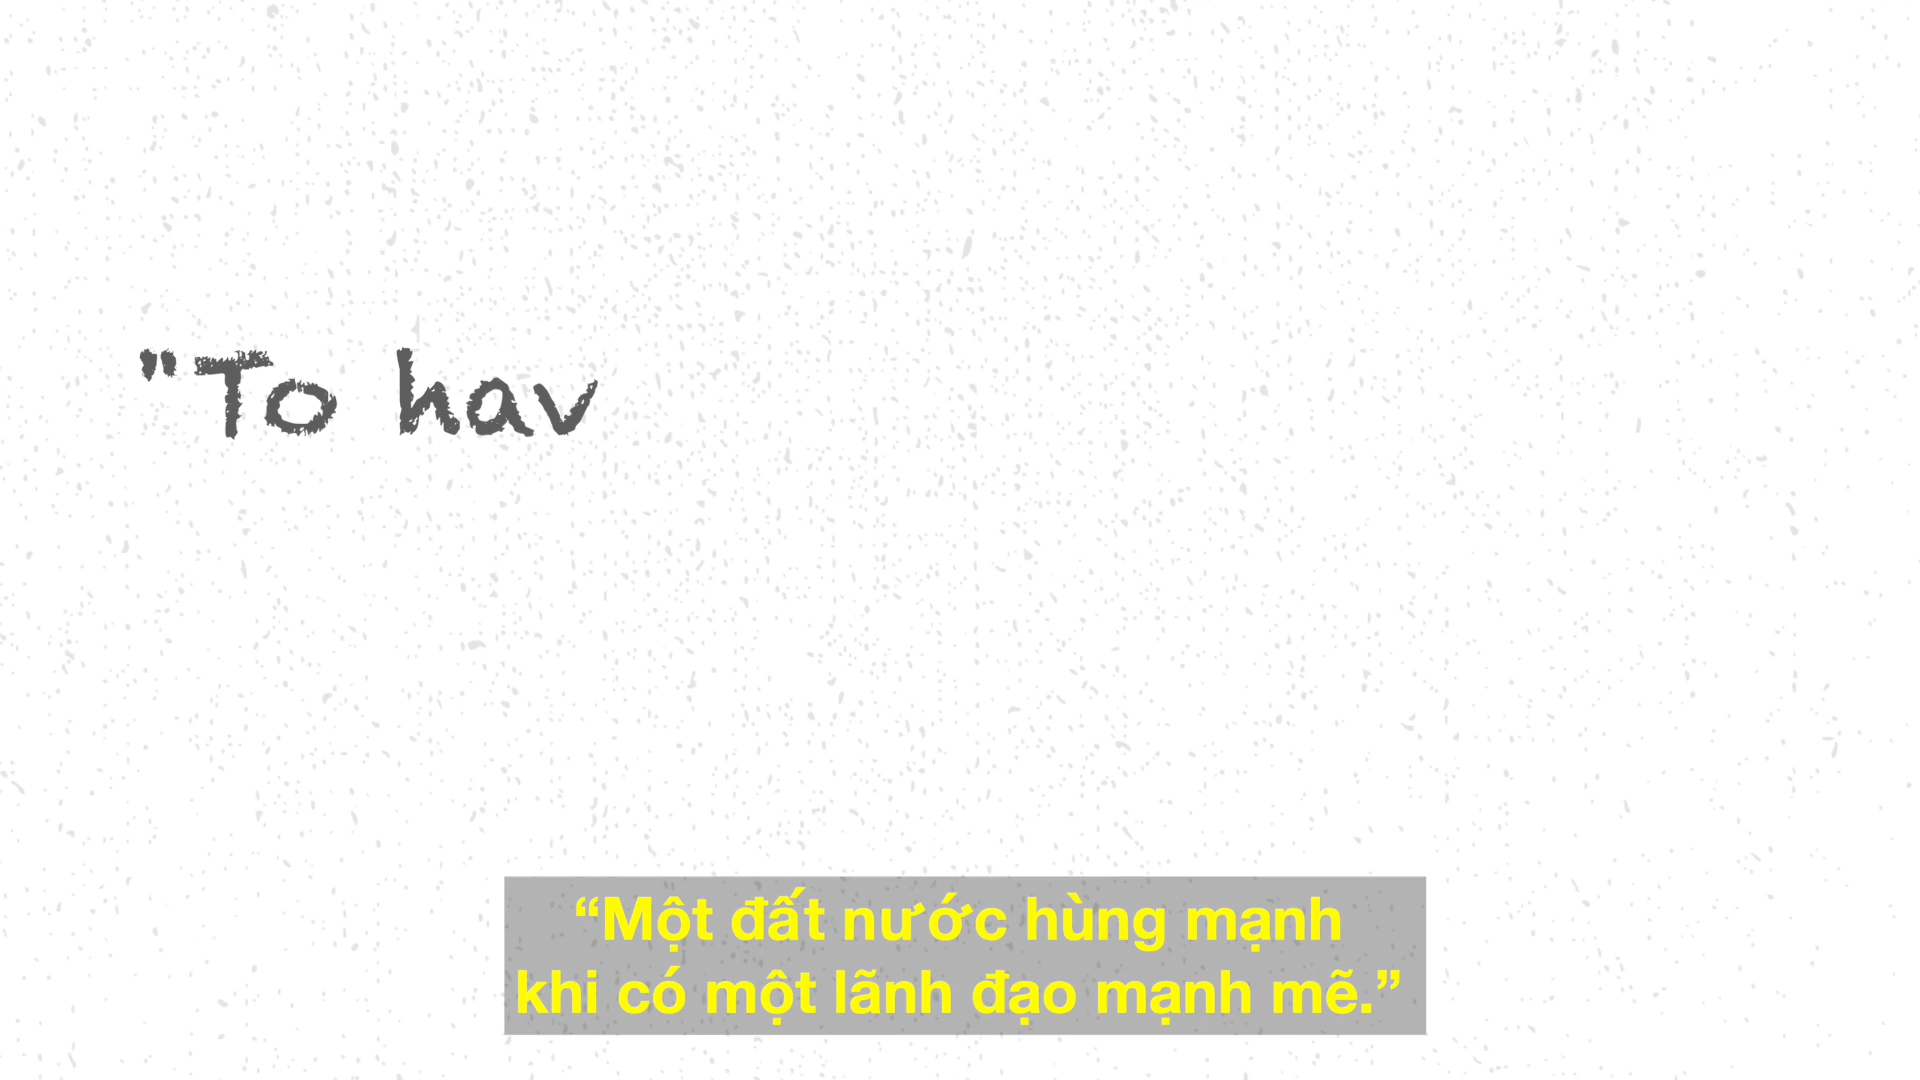 "To hav
“Một đất nước hùng mạnh
khi có một lãnh đạo mạnh mẽ.”